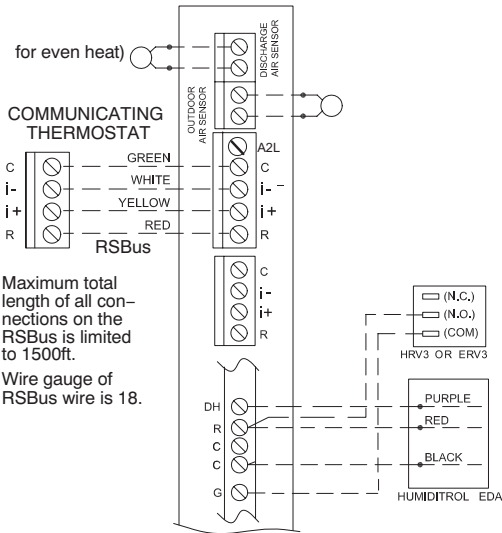 for even heat)
DISCHARGE
AIR SENSOR
OUTDOOR
AIR SENSOR
COMMUNICATING
THERMOSTAT
A2L
C
GREEN
C
i-
WHITE
i-
i+
YELLOW
i+
R
RED
R
RSBus
C
i-
i+
R
Maximum total
length of all con-
nections on the
RSBus is limited
to 1500ft.
Wire gauge of
RSBus wire is 18.
(N.C.)
(N.O.)
(COM)
HRV3 OR ERV3
DH
PURPLE
R
RED
C
C
BLACK
G
HUMIDITROL EDA